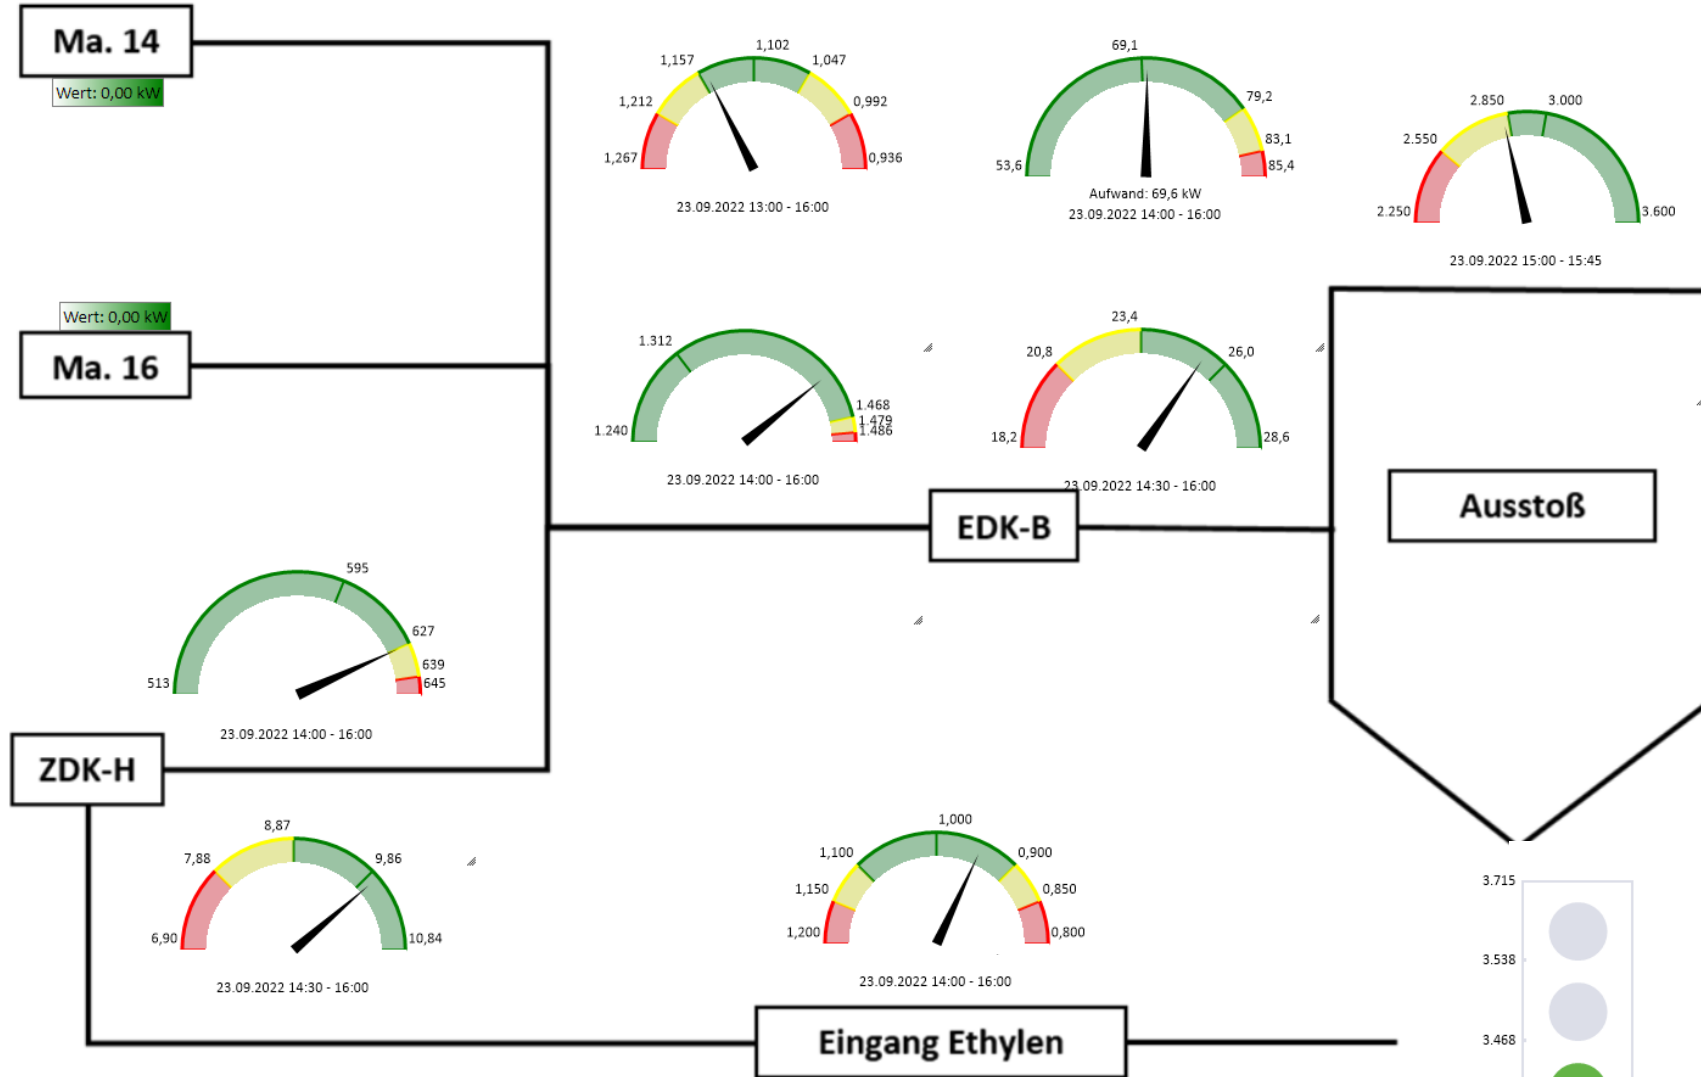 Ma. 14
Wert: 0,00 kW
1,267
1,212
1,157
1,102
1,047
0,992
0,936
23.09.2022 13:00 - 16:00
53,6
69,1
79,2
83,1
85,4
Aufwand: 69,6 kW
23.09.2022 14:00 - 16:00
2.250
2.550
2.850
3.000
3.600
23.09.2022 15:00 - 15:45
Wert: 0,00 kW
Ma. 16
1.240
1.312
1.468
1.479
1.486
23.09.2022 14:00 - 16:00
18,2
20,8
23,4
26,0
28,6
23.09.2022 14:30 - 16:00
EDK-B
Ausstoß
513
595
627
639
645
23.09.2022 14:00 - 16:00
ZDK-H
6,90
7,88
8,87
9,86
10,84
23.09.2022 14:30 - 16:00
1,200
1,150
1,100
1,000
0,900
0,850
0,800
23.09.2022 14:00 - 16:00
Eingang Ethylen
3.715
3.538
3.468